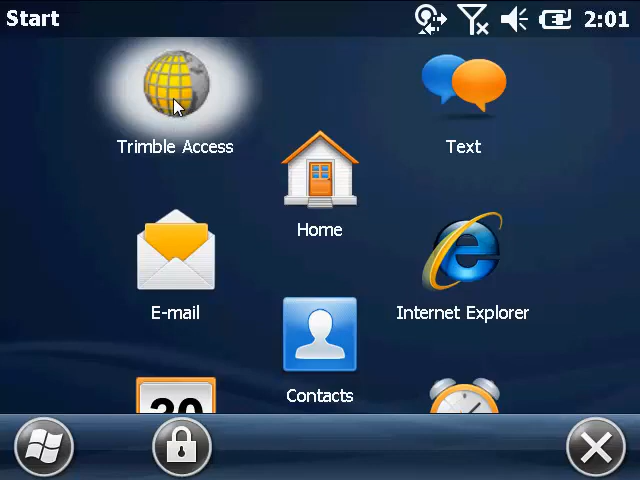 Start
2:01
Trimble Access
Text
Home
E-mail
Internet Explorer
Contacts